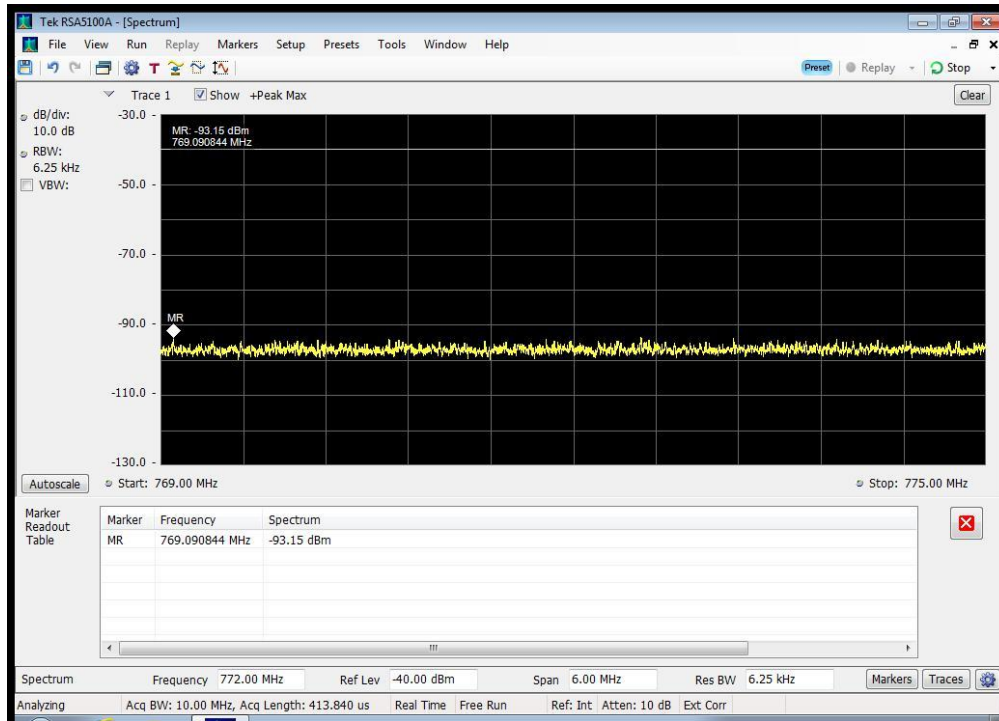 Tek RSA5100A - [Spectrum]
File View Run Replay Markers Setup Presets Tools Window Help
T Preset Replay Stop
Trace 1 Show +Peak Max Clear
dB/div:
10.0 dB
RBW:
6.25 kHz
VBW:
-30.0
MR: -93.15 dBm
769.090844 MHz
-50.0
-70.0
-90.0
MR
-110.0
-130.0
Autoscale Start: 769.00 MHz Stop: 775.00 MHz
Marker
Readout
Table
Marker Frequency Spectrum
MR 769.090844 MHz -93.15 dBm
Spectrum Frequency 772.00 MHz Ref Lev -40.00 dBm Span 6.00 MHz Res BW 6.25 kHz Markers Traces
Analyzing Acq BW: 10.00 MHz, Acq Length: 413.840 us Real Time Free Run Ref: Int Atten: 10 dB Ext Corr